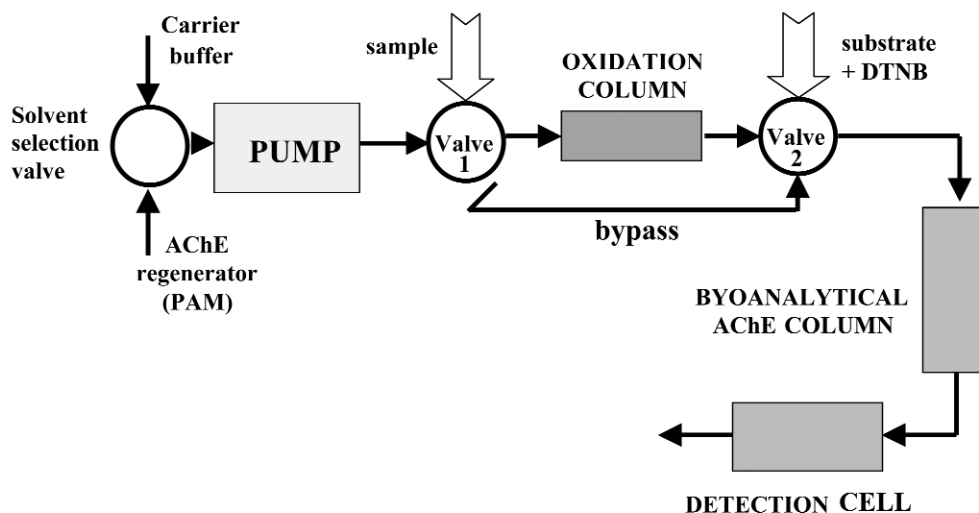 Carrier
buffer
Solvent
selection
valve
AChE
regenerator
(PAM)
PUMP
sample
Valve
1
OXIDATION
COLUMN
bypass
substrate
+ DTNB
Valve
2
BYOANALYTICAL
AChE COLUMN
DETECTION CELL